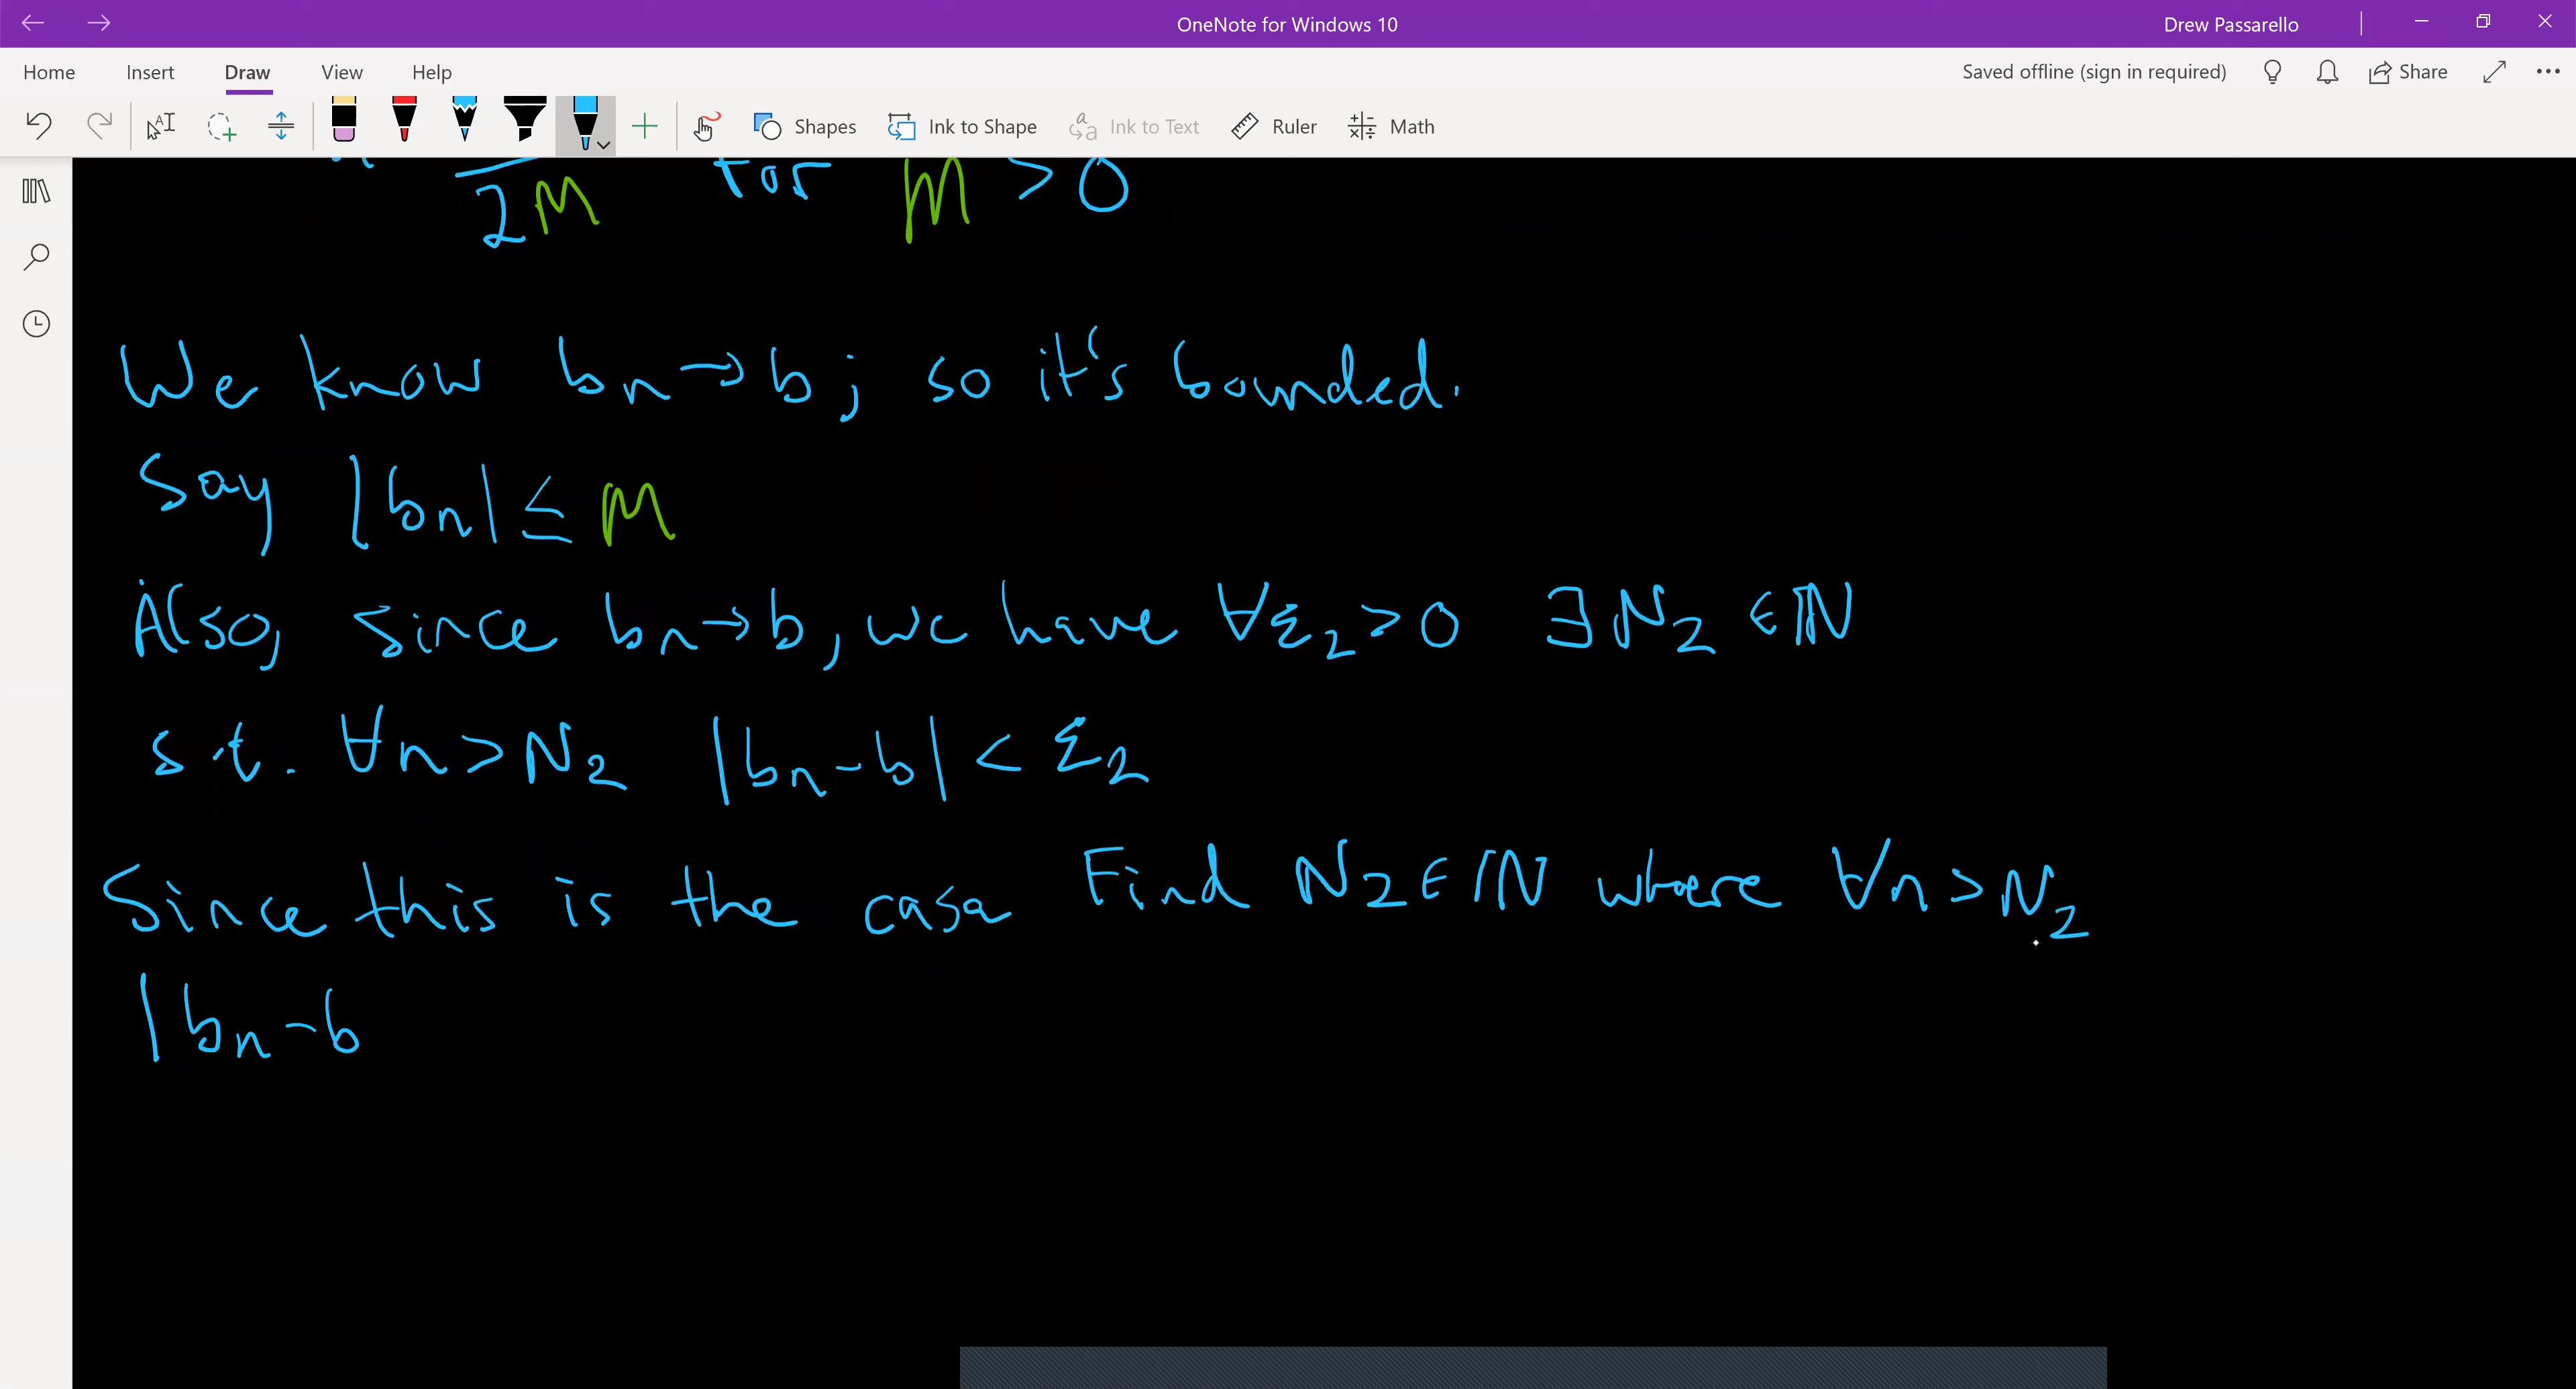 OneNote for Windows 10
Drew Passarello
Home Insert Draw View Help
Saved offline (sign in required) Share
Shapes Ink to Shape Ink to Text Ruler Math
2M for M > 0
We know bn → b ; so it's bounded.
Say |bn| ≤ M
Also, since bn → b, we have ∀ε2 > 0 ∃ N2 ∈ ℕ
s.t. ∀n > N2 |bn - b| < ε2
Since this is the case Find N2 ∈ ℕ where ∀n > N2
|bn - b